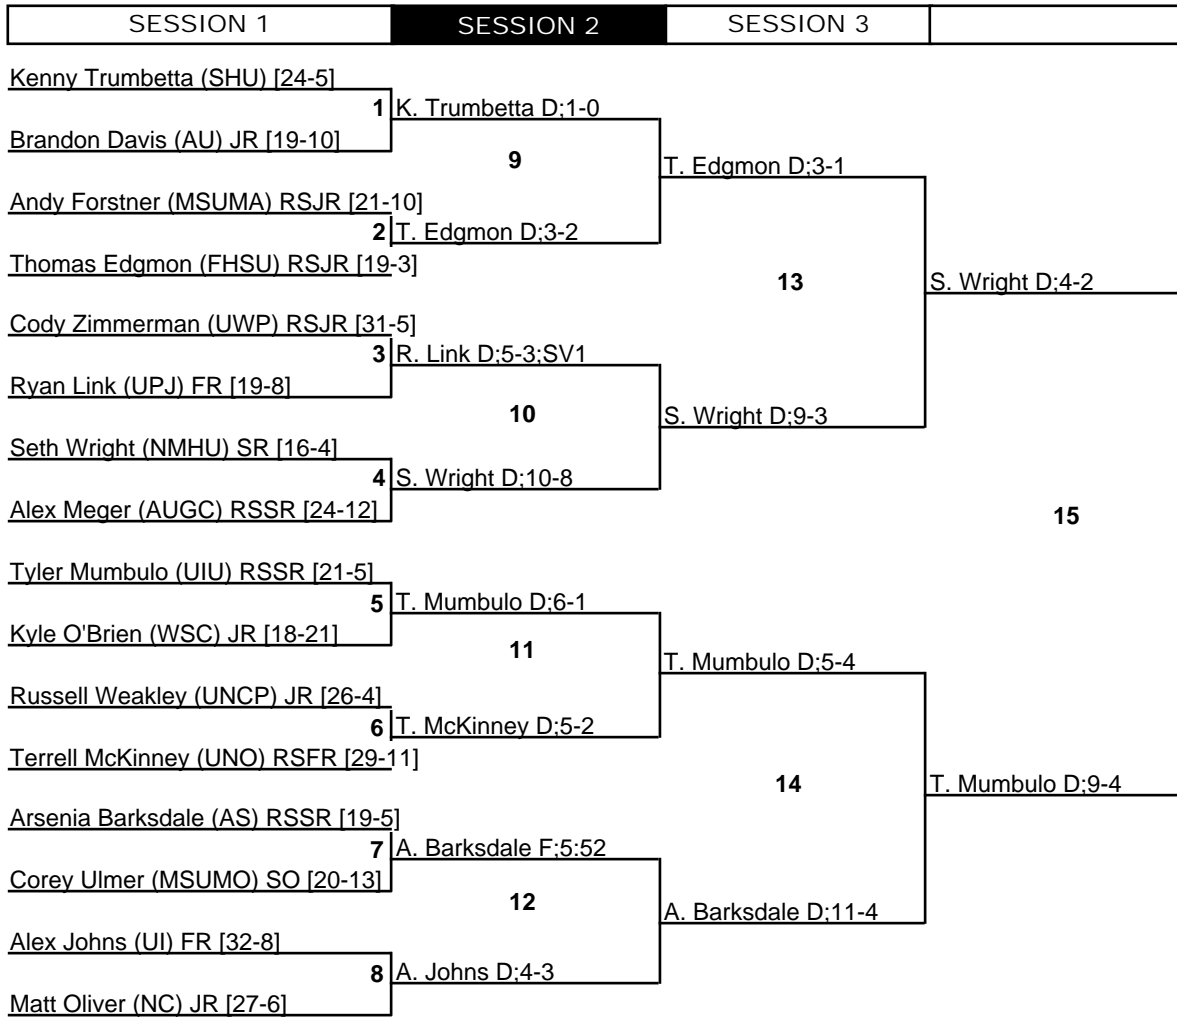 SESSION 1 SESSION 2 SESSION 3
Kenny Trumbetta (SHU) [24-5]
1 K. Trumbetta D;1-0
Brandon Davis (AU) JR [19-10]
9
T. Edgmon D;3-1
Andy Forstner (MSUMA) RSJR [21-10]
2 T. Edgmon D;3-2
Thomas Edgmon (FHSU) RSJR [19-3]
13
S. Wright D;4-2
Cody Zimmerman (UWP) RSJR [31-5]
3 R. Link D;5-3;SV1
Ryan Link (UPJ) FR [19-8]
10
S. Wright D;9-3
Seth Wright (NMHU) SR [16-4]
4 S. Wright D;10-8
Alex Meger (AUGC) RSSR [24-12]
15
Tyler Mumbulo (UIU) RSSR [21-5]
5 T. Mumbulo D;6-1
Kyle O'Brien (WSC) JR [18-21]
11
T. Mumbulo D;5-4
Russell Weakley (UNCP) JR [26-4]
6 T. McKinney D;5-2
Terrell McKinney (UNO) RSFR [29-11]
14
T. Mumbulo D;9-4
Arsenia Barksdale (AS) RSSR [19-5]
7 A. Barksdale F;5:52
Corey Ulmer (MSUMO) SO [20-13]
12
A. Barksdale D;11-4
Alex Johns (UI) FR [32-8]
8 A. Johns D;4-3
Matt Oliver (NC) JR [27-6]